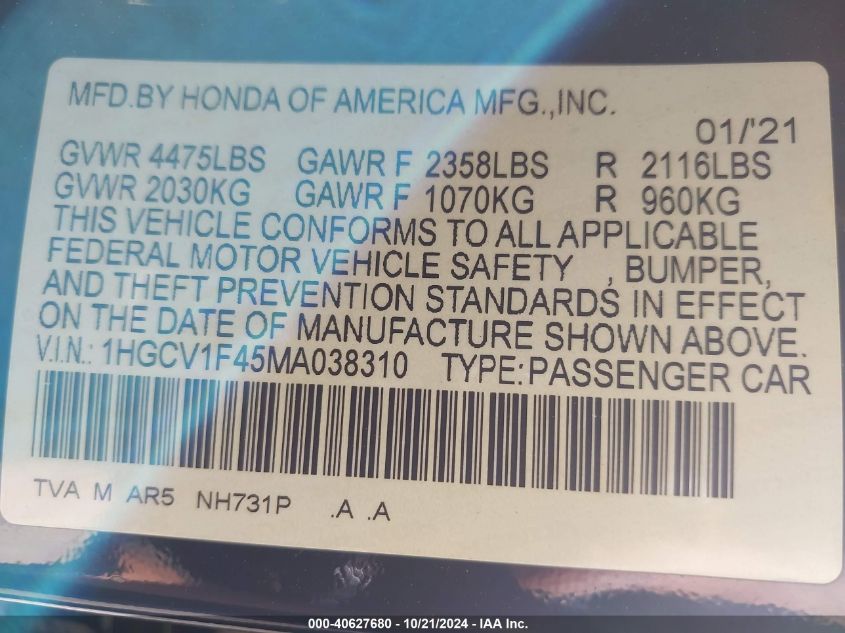 MFD.BY HONDA OF AMERICA MFG.,INC.
01/'21
GVWR 4475LBS GAWR F 2358LBS R 2116LBS
GVWR 2030KG GAWR F 1070KG R 960KG
THIS VEHICLE CONFORMS TO ALL APPLICABLE
FEDERAL MOTOR VEHICLE SAFETY , BUMPER,
AND THEFT PREVENTION STANDARDS IN EFFECT
ON THE DATE OF MANUFACTURE SHOWN ABOVE.
V.I.N.: 1HGCV1F45MA038310 TYPE:PASSENGER CAR
TVA M AR5 NH731P .A .A
000-40627680 - 10/21/2024 - IAA Inc.